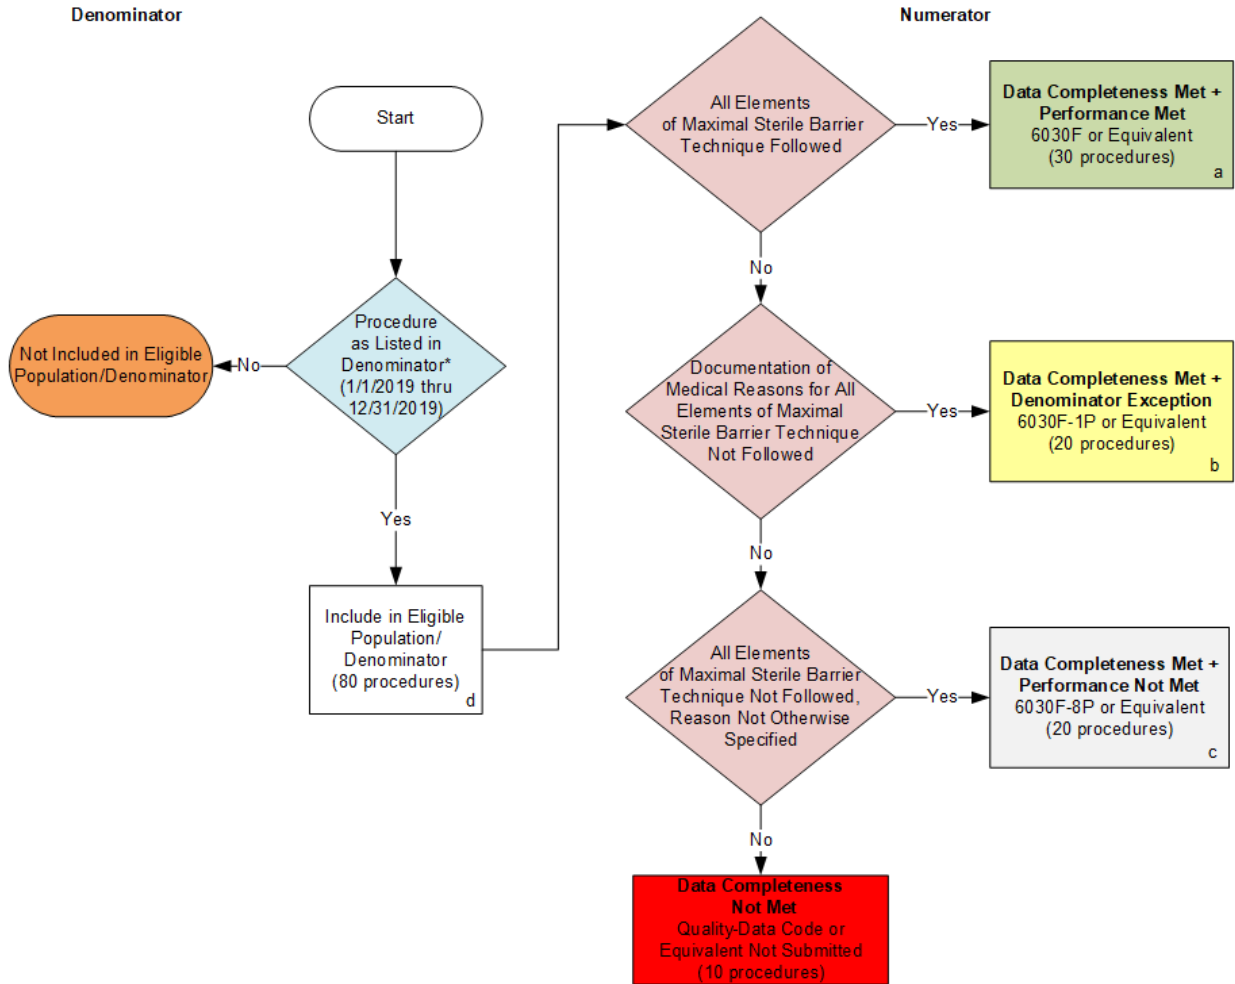 Denominator
Numerator
Start
Procedure
as Listed in
Denominator*
(1/1/2019 thru
12/31/2019)
No
Not Included in Eligible
Population/Denominator
Yes
Include in Eligible
Population/
Denominator
(80 procedures)
d
All Elements
of Maximal Sterile Barrier
Technique Followed
Yes
Data Completeness Met +
Performance Met
6030F or Equivalent
(30 procedures)
a
No
Documentation of
Medical Reasons for All
Elements of Maximal
Sterile Barrier Technique
Not Followed
Yes
Data Completeness Met +
Denominator Exception
6030F-1P or Equivalent
(20 procedures)
b
No
All Elements
of Maximal Sterile Barrier
Technique Not Followed,
Reason Not Otherwise
Specified
Yes
Data Completeness Met +
Performance Not Met
6030F-8P or Equivalent
(20 procedures)
c
No
Data Completeness
Not Met
Quality-Data Code or
Equivalent Not Submitted
(10 procedures)